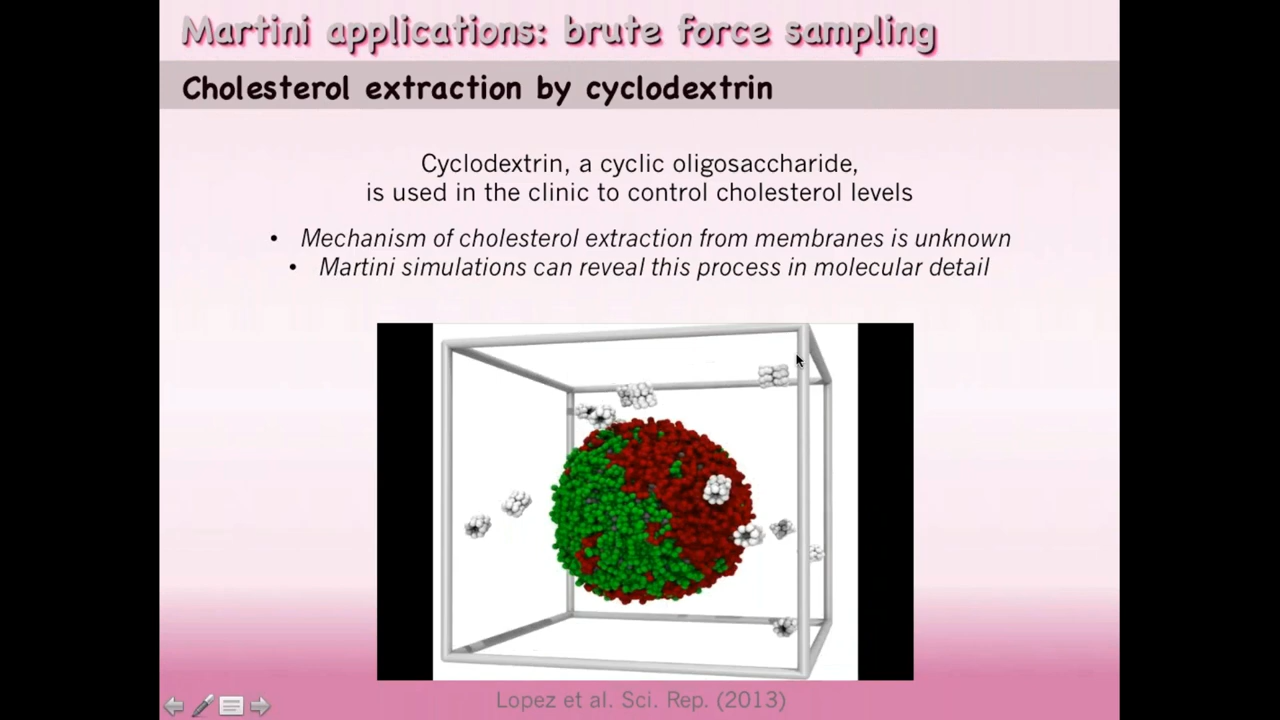 Martini applications: brute force sampling
Cholesterol extraction by cyclodextrin
Cyclodextrin, a cyclic oligosaccharide,
is used in the clinic to control cholesterol levels
• Mechanism of cholesterol extraction from membranes is unknown
• Martini simulations can reveal this process in molecular detail
Lopez et al. Sci. Rep. (2013)